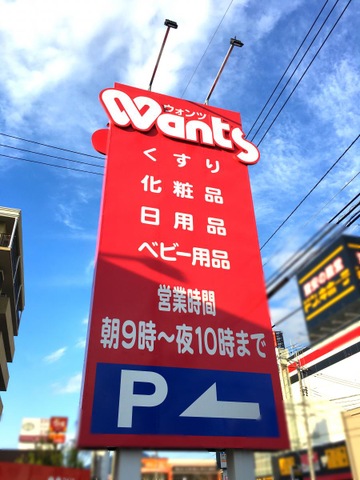 ウォンツ
Wants
くすり
化粧品
日用品
ベビー用品
営業時間
朝9時〜夜10時まで
P